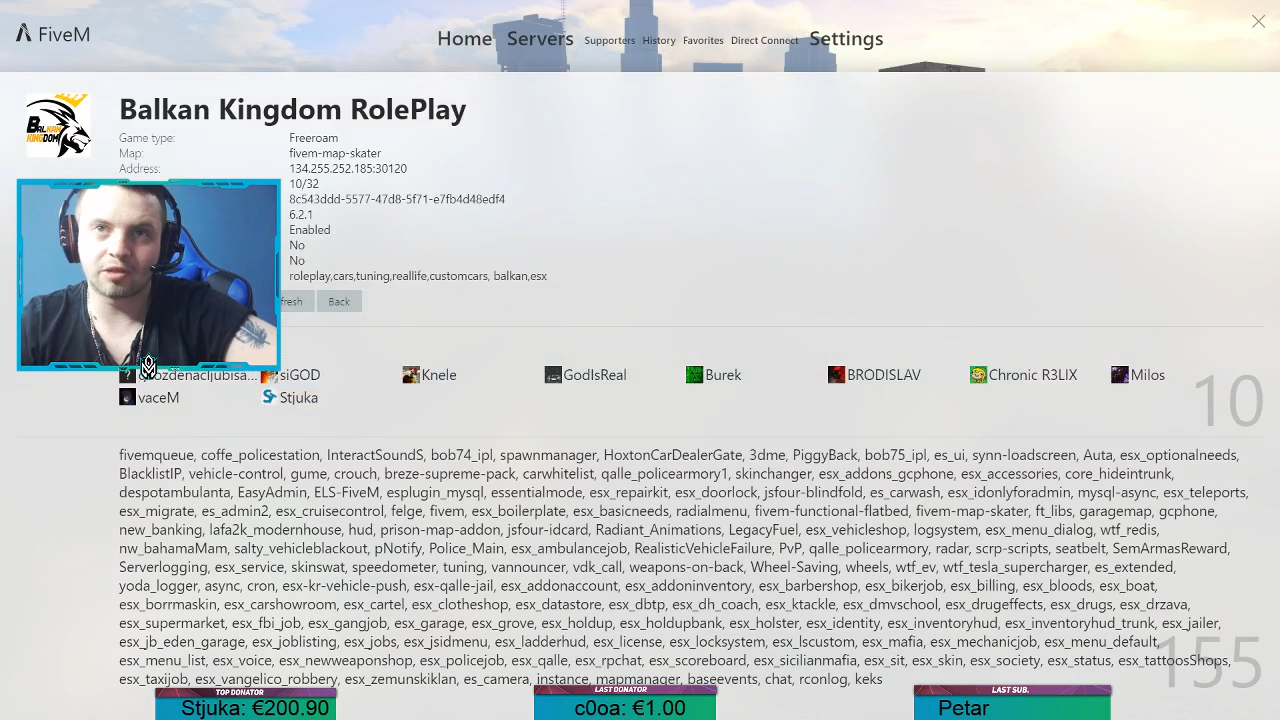 FiveM
Home Servers Supporters History Favorites Direct Connect Settings
Balkan Kingdom RolePlay
BALKAN
KINGDOM
Game type: Freeroam
Map: fivem-map-skater
Address: 134.255.252.185:30120
10/32
8c543ddd-5577-47d8-5f71-e7fb4d48edf4
6.2.1
Enabled
No
No
roleplay,cars,tuning,reallife,customcars, balkan,esx
fresh Back
siGOD Knele GodIsReal Burek BRODISLAV Chronic R3LIX Milos
vaceM Stjuka
10
fivemqueue, coffe_policestation, InteractSoundS, bob74_ipl, spawnmanager, HoxtonCarDealerGate, 3dme, PiggyBack, bob75_ipl, es_ui, synn-loadscreen, Auta, esx_optionalneeds,
BlacklistIP, vehicle-control, gume, crouch, breze-supreme-pack, carwhitelist, qalle_policearmory1, skinchanger, esx_addons_gcphone, esx_accessories, core_hideintrunk,
despotambulanta, EasyAdmin, ELS-FiveM, esplugin_mysql, essentialmode, esx_repairkit, esx_doorlock, jsfour-blindfold, es_carwash, esx_idonlyforadmin, mysql-async, esx_teleports,
esx_migrate, es_admin2, esx_cruisecontrol, felge, fivem, esx_boilerplate, esx_basicneeds, radialmenu, fivem-functional-flatbed, fivem-map-skater, ft_libs, garagemap, gcphone,
new_banking, lafa2k_modernhouse, hud, prison-map-addon, jsfour-idcard, Radiant_Animations, LegacyFuel, esx_vehicleshop, logsystem, esx_menu_dialog, wtf_redis,
nw_bahamaMam, salty_vehicleblackout, pNotify, Police_Main, esx_ambulancejob, RealisticVehicleFailure, PvP, qalle_policearmory, radar, scrp-scripts, seatbelt, SemArmasReward,
Serverlogging, esx_service, skinswat, speedometer, tuning, vannouncer, vdk_call, weapons-on-back, Wheel-Saving, wheels, wtf_ev, wtf_tesla_supercharger, es_extended,
yoda_logger, async, cron, esx-kr-vehicle-push, esx-qalle-jail, esx_addonaccount, esx_addoninventory, esx_barbershop, esx_bikerjob, esx_billing, esx_bloods, esx_boat,
esx_borrmaskin, esx_carshowroom, esx_cartel, esx_clotheshop, esx_datastore, esx_dbtp, esx_dh_coach, esx_ktackle, esx_dmvschool, esx_drugeffects, esx_drugs, esx_drzava,
esx_supermarket, esx_fbi_job, esx_gangjob, esx_garage, esx_grove, esx_holdup, esx_holdupbank, esx_holster, esx_identity, esx_inventoryhud, esx_inventoryhud_trunk, esx_jailer,
esx_jb_eden_garage, esx_joblisting, esx_jobs, esx_jsidmenu, esx_ladderhud, esx_license, esx_locksystem, esx_lscustom, esx_mafia, esx_mechanicjob, esx_menu_default,
esx_menu_list, esx_voice, esx_newweaponshop, esx_policejob, esx_qalle, esx_rpchat, esx_scoreboard, esx_sicilianmafia, esx_sit, esx_skin, esx_society, esx_status, esx_tattoosShops,
esx_taxijob, esx_vangelico_robbery, esx_zemunskiklan, es_camera, instance, mapmanager, baseevents, chat, rconlog, keks
155
TOP DONATOR LAST DONATOR LAST SUB.
Stjuka: €200.90 c0oa: €1.00 Petar